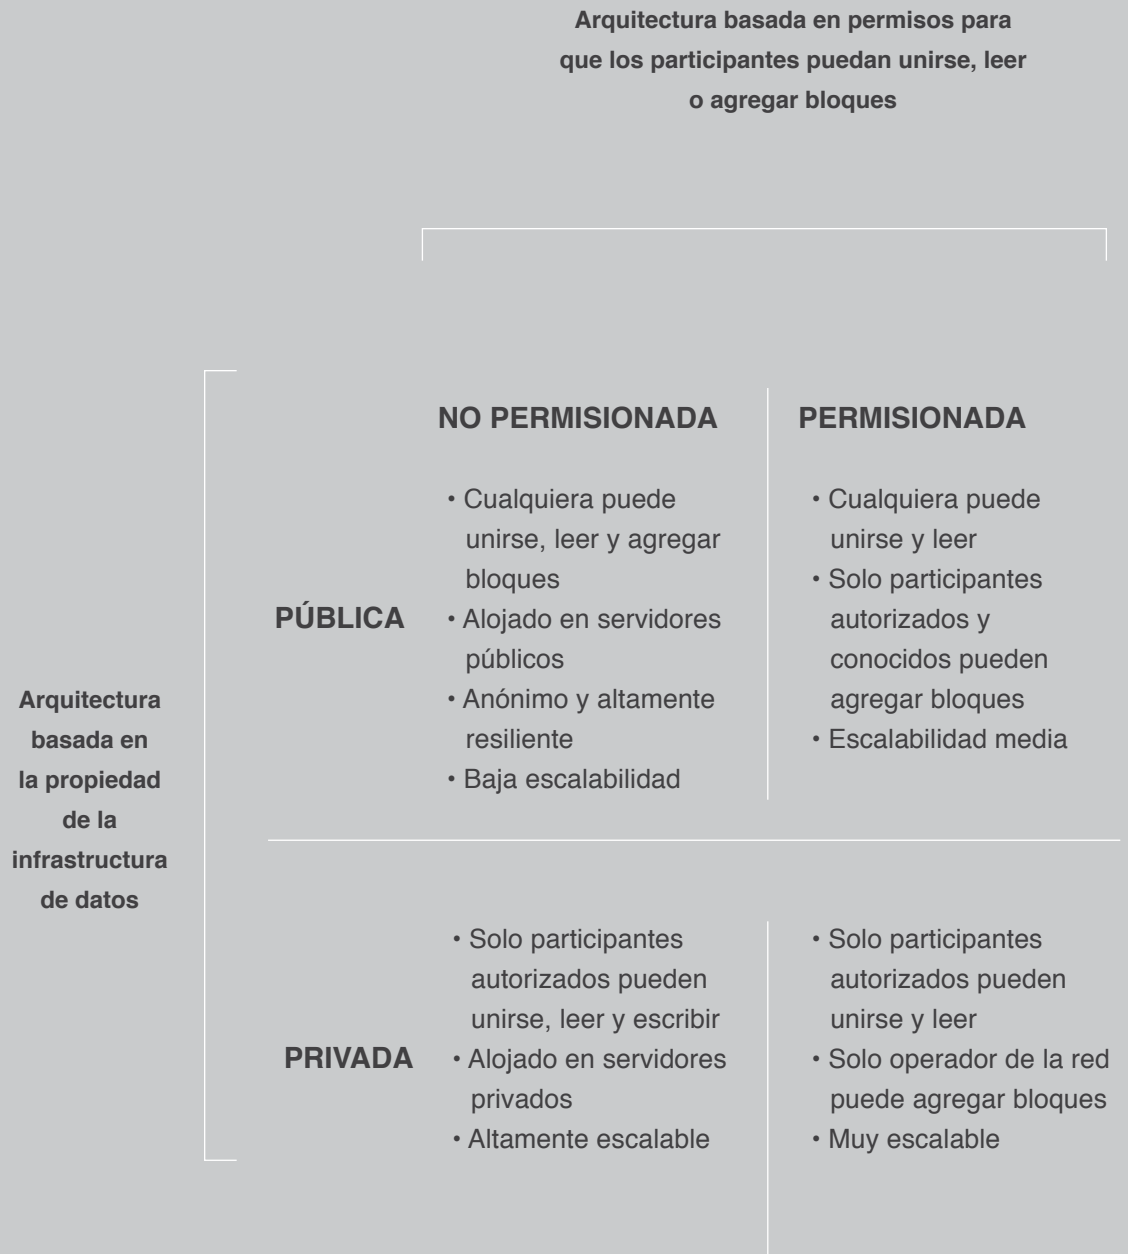 Arquitectura basada en permisos para
que los participantes puedan unirse, leer
o agregar bloques
Arquitectura
basada en
la propiedad
de la
infrastructura
de datos
NO PERMISIONADA
PERMISIONADA
PÚBLICA
• Cualquiera puede
unirse, leer y agregar
bloques
• Alojado en servidores
públicos
• Anónimo y altamente
resiliente
• Baja escalabilidad
• Cualquiera puede
unirse y leer
• Solo participantes
autorizados y
conocidos pueden
agregar bloques
• Escalabilidad media
PRIVADA
• Solo participantes
autorizados pueden
unirse, leer y escribir
• Alojado en servidores
privados
• Altamente escalable
• Solo participantes
autorizados pueden
unirse y leer
• Solo operador de la red
puede agregar bloques
• Muy escalable